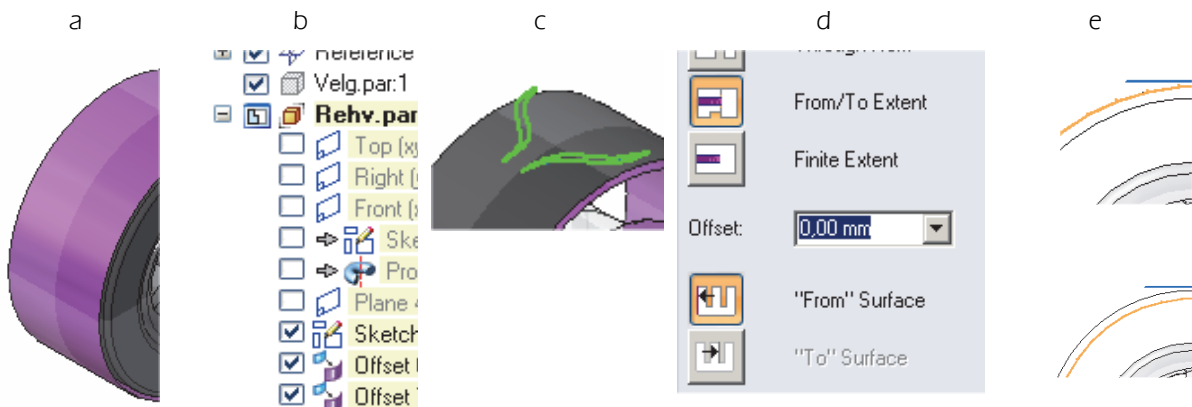 a b c d e
Reference
Velg.par:1
Rehv.par
Top (xy
Right (
Front (
Ske
Pro
Plane 4
Sketch
Offset
Offset
From/To Extent
Finite Extent
Offset: 0,00 mm
"From" Surface
"To" Surface